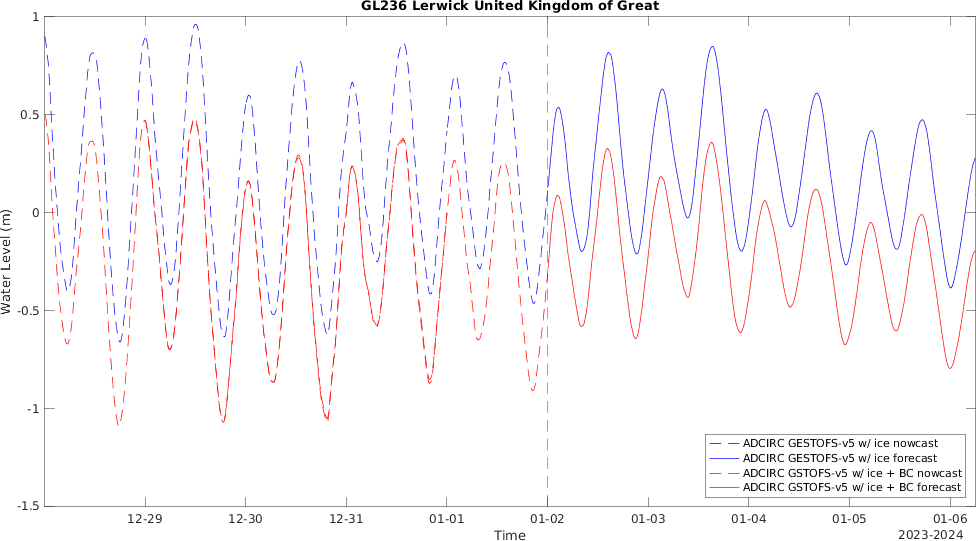 GL236 Lerwick United Kingdom of Great
1
0.5
0
-0.5
-1
-1.5
Water Level (m)
ADCIRC GESTOFS-v5 w/ ice nowcast
ADCIRC GESTOFS-v5 w/ ice forecast
ADCIRC GSTOFS-v5 w/ ice + BC nowcast
ADCIRC GSTOFS-v5 w/ ice + BC forecast
12-29 12-30 12-31 01-01 01-02 01-03 01-04 01-05 01-06
Time
2023-2024